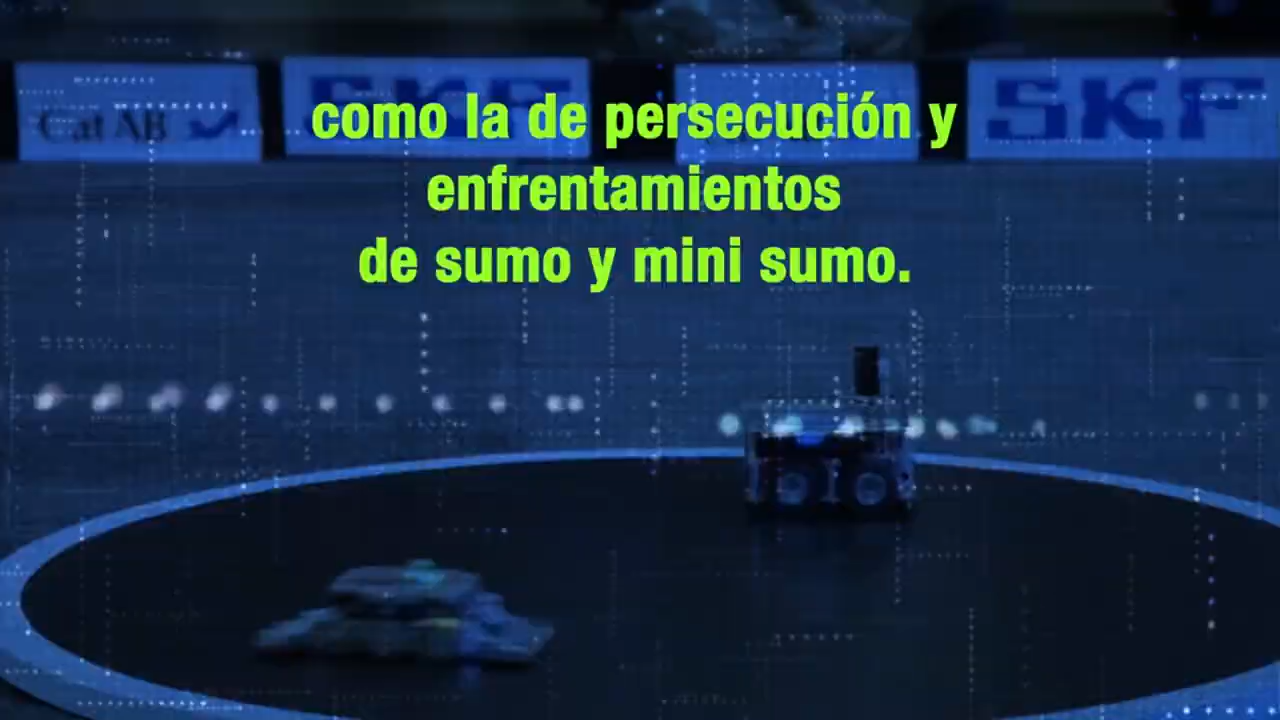 SKF
SKF
como la de persecución y
enfrentamientos
de sumo y mini sumo.